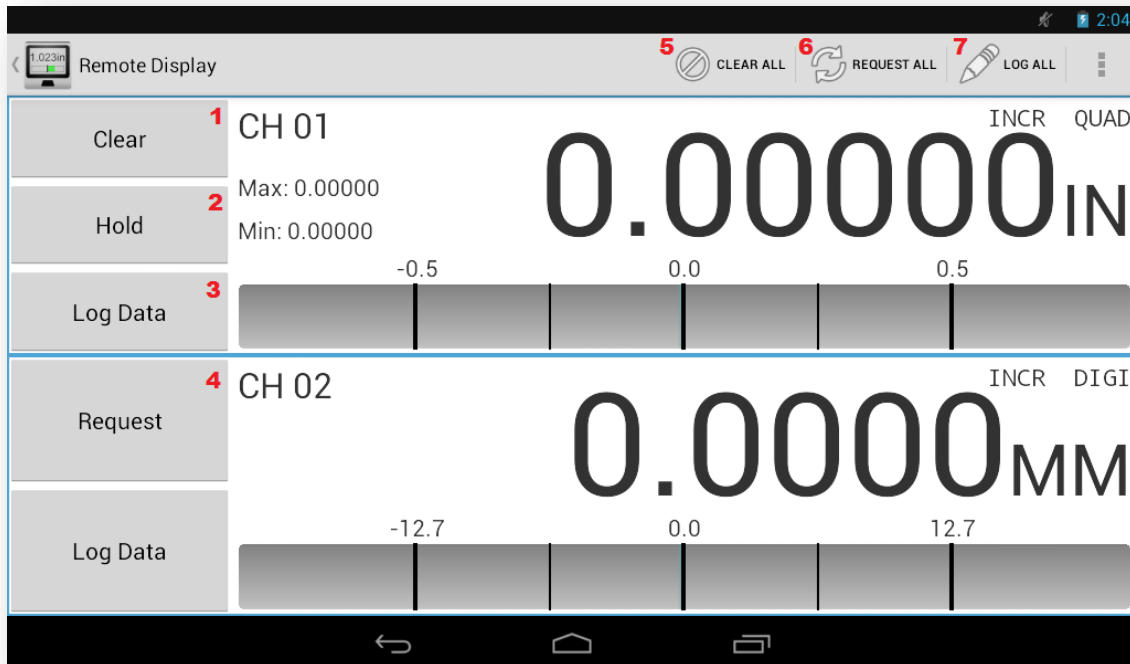 2:04
1.023in
Remote Display
5
CLEAR ALL
6
REQUEST ALL
7
LOG ALL
1
Clear
2
Hold
3
Log Data
CH 01
INCR QUAD
0.00000IN
Max: 0.00000
Min: 0.00000
-0.5 0.0 0.5
4
Request
Log Data
CH 02
INCR DIGI
0.0000MM
-12.7 0.0 12.7